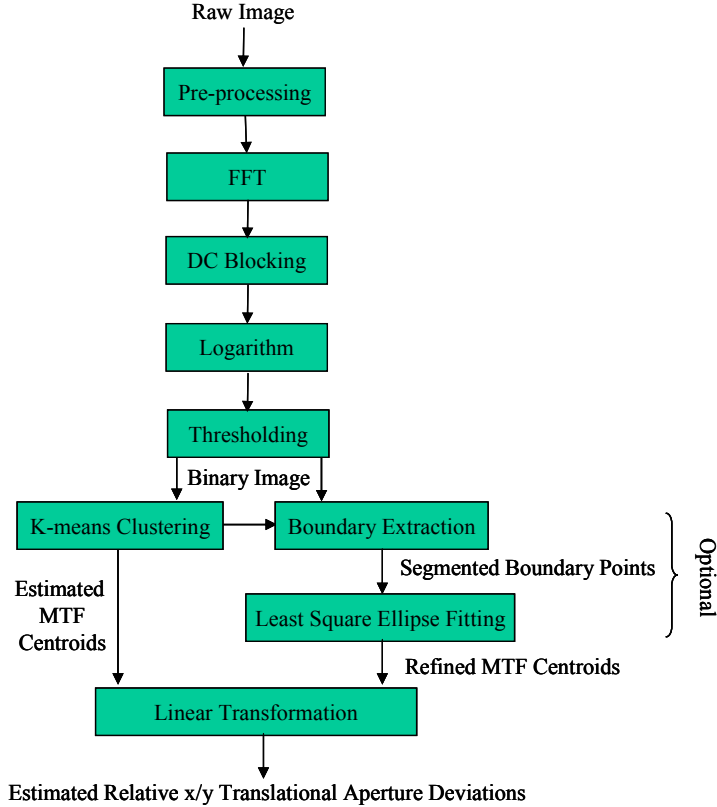 Raw Image
Pre-processing
FFT
DC Blocking
Logarithm
Thresholding
Binary Image
K-means Clustering
Boundary Extraction
Segmented Boundary Points
Optional
Estimated
MTF
Centroids
Least Square Ellipse Fitting
Refined MTF Centroids
Linear Transformation
Estimated Relative x/y Translational Aperture Deviations